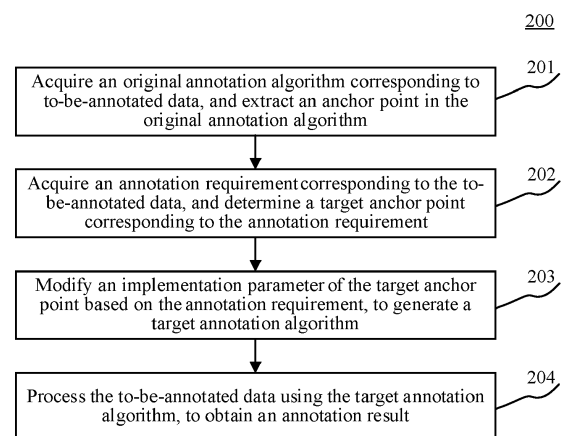 200
201
Acquire an original annotation algorithm corresponding to
to-be-annotated data, and extract an anchor point in the
original annotation algorithm
202
Acquire an annotation requirement corresponding to the to-
be-annotated data, and determine a target anchor point
corresponding to the annotation requirement
203
Modify an implementation parameter of the target anchor
point based on the annotation requirement, to generate a
target annotation algorithm
204
Process the to-be-annotated data using the target annotation
algorithm, to obtain an annotation result